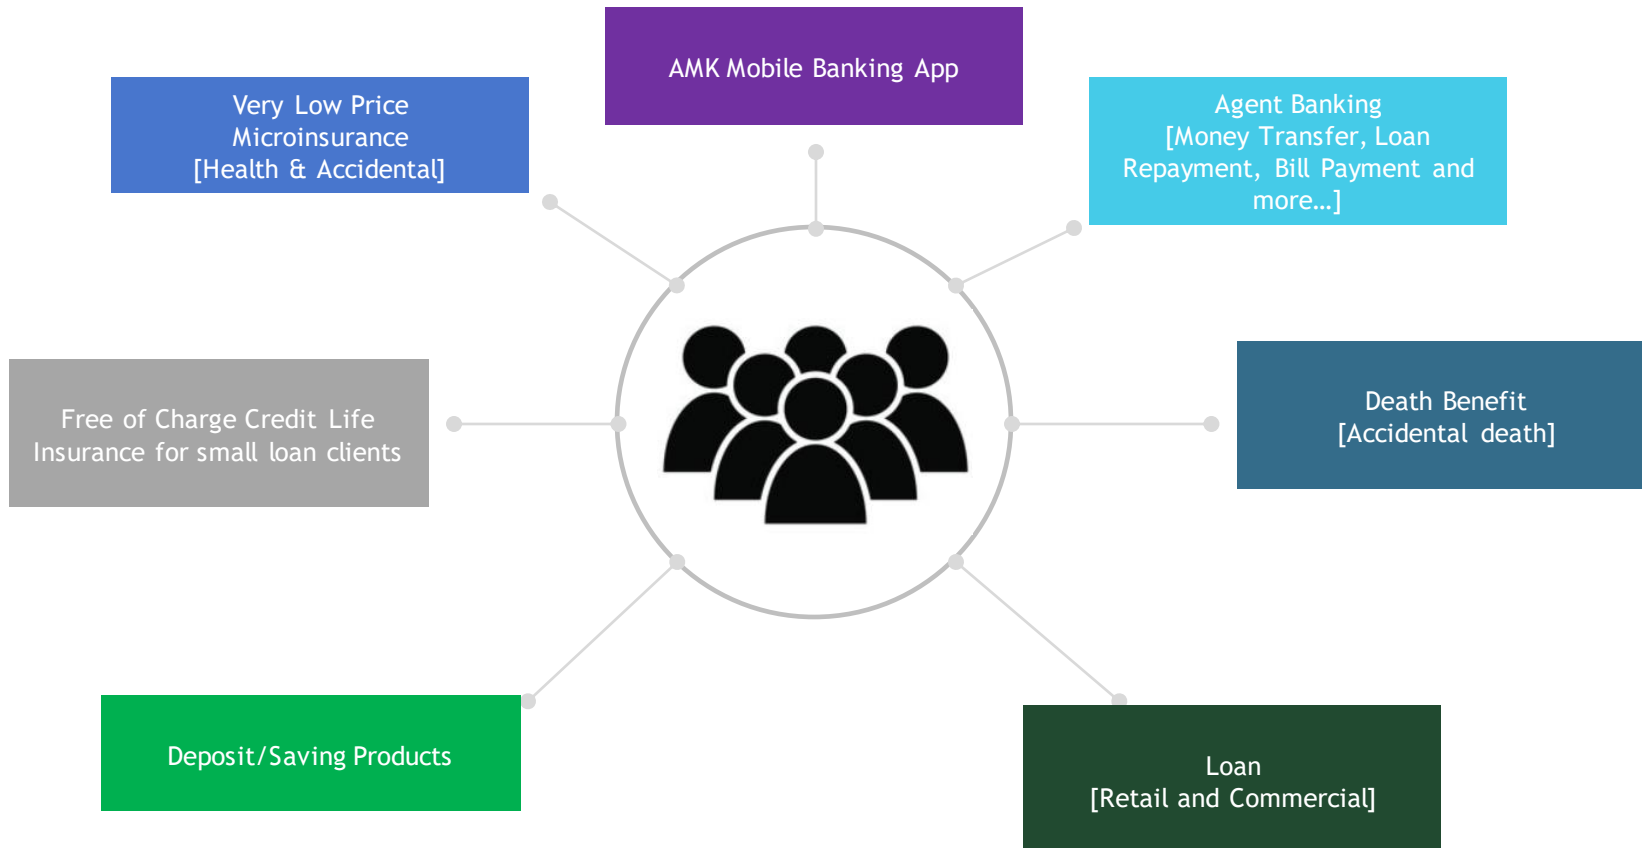 AMK Mobile Banking App
Very Low Price
Microinsurance
[Health & Accidental]
Agent Banking
[Money Transfer, Loan
Repayment, Bill Payment and
more…]
Free of Charge Credit Life
Insurance for small loan clients
Death Benefit
[Accidental death]
Deposit/Saving Products
Loan
[Retail and Commercial]